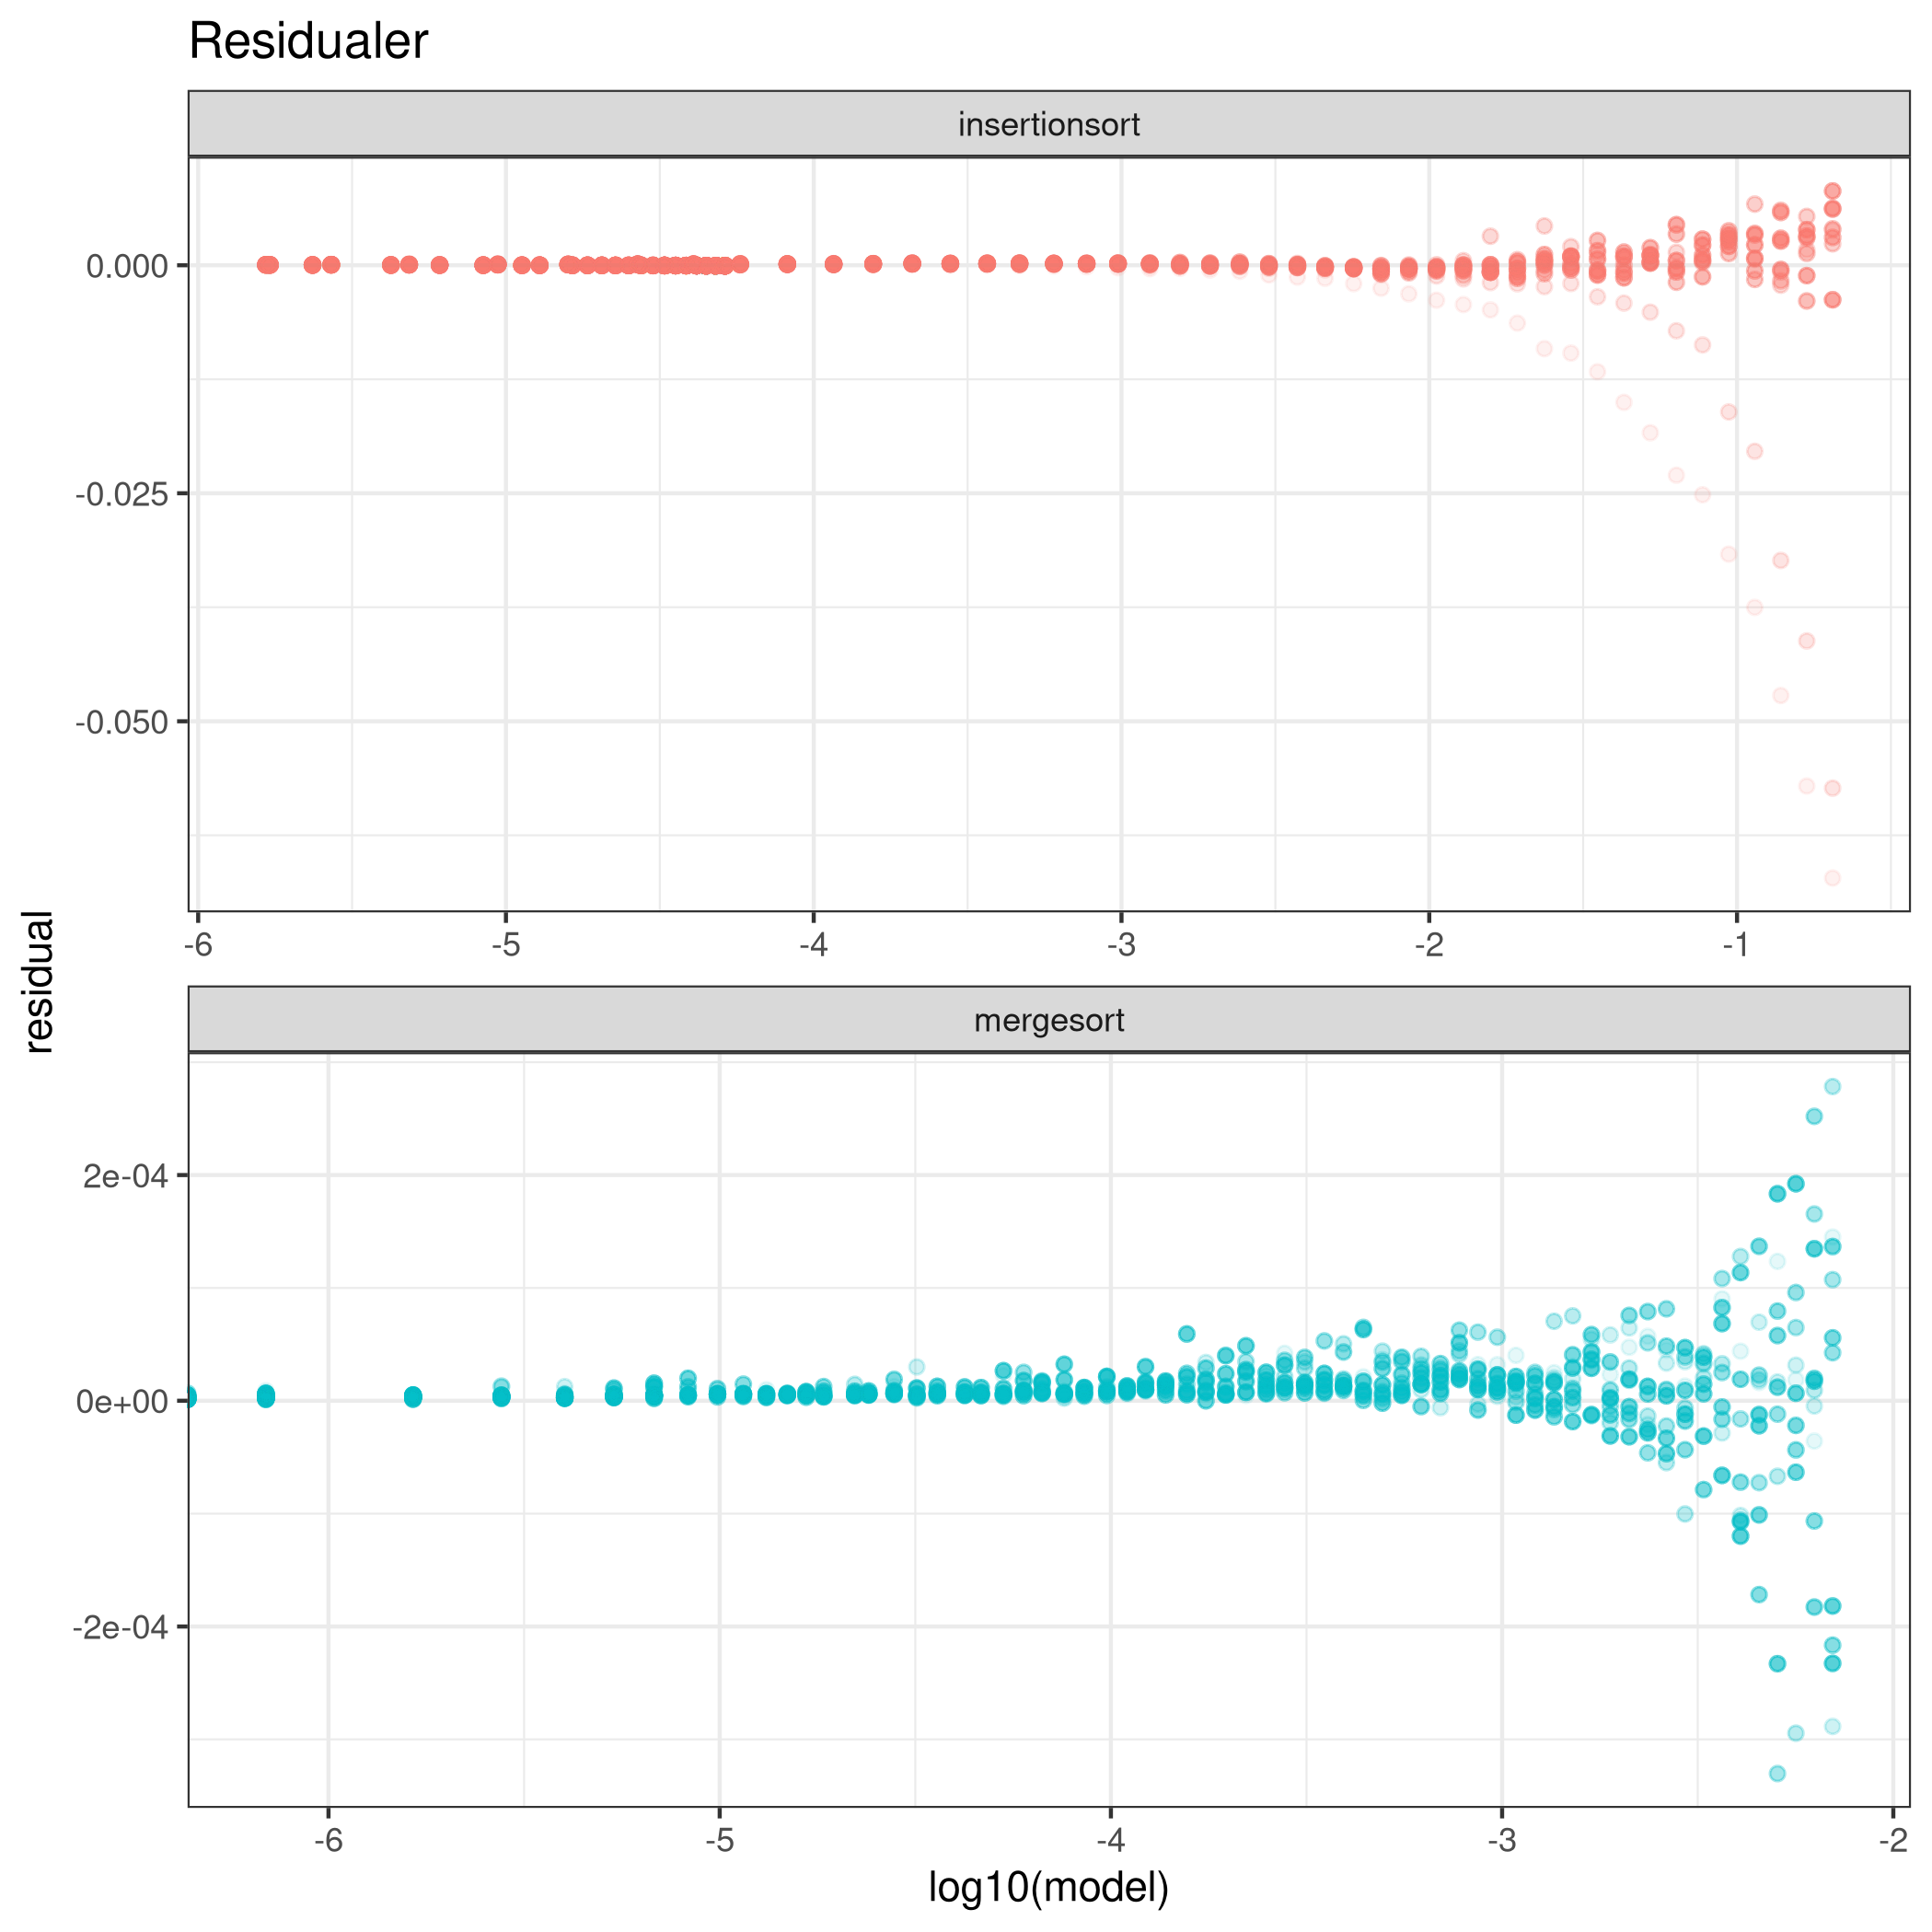 Residualer
insertionsort
0.000
-0.025
-0.050
-6 -5 -4 -3 -2 -1
residual
mergesort
2e-04
0e+00
-2e-04
-6 -5 -4 -3 -2
log10(model)